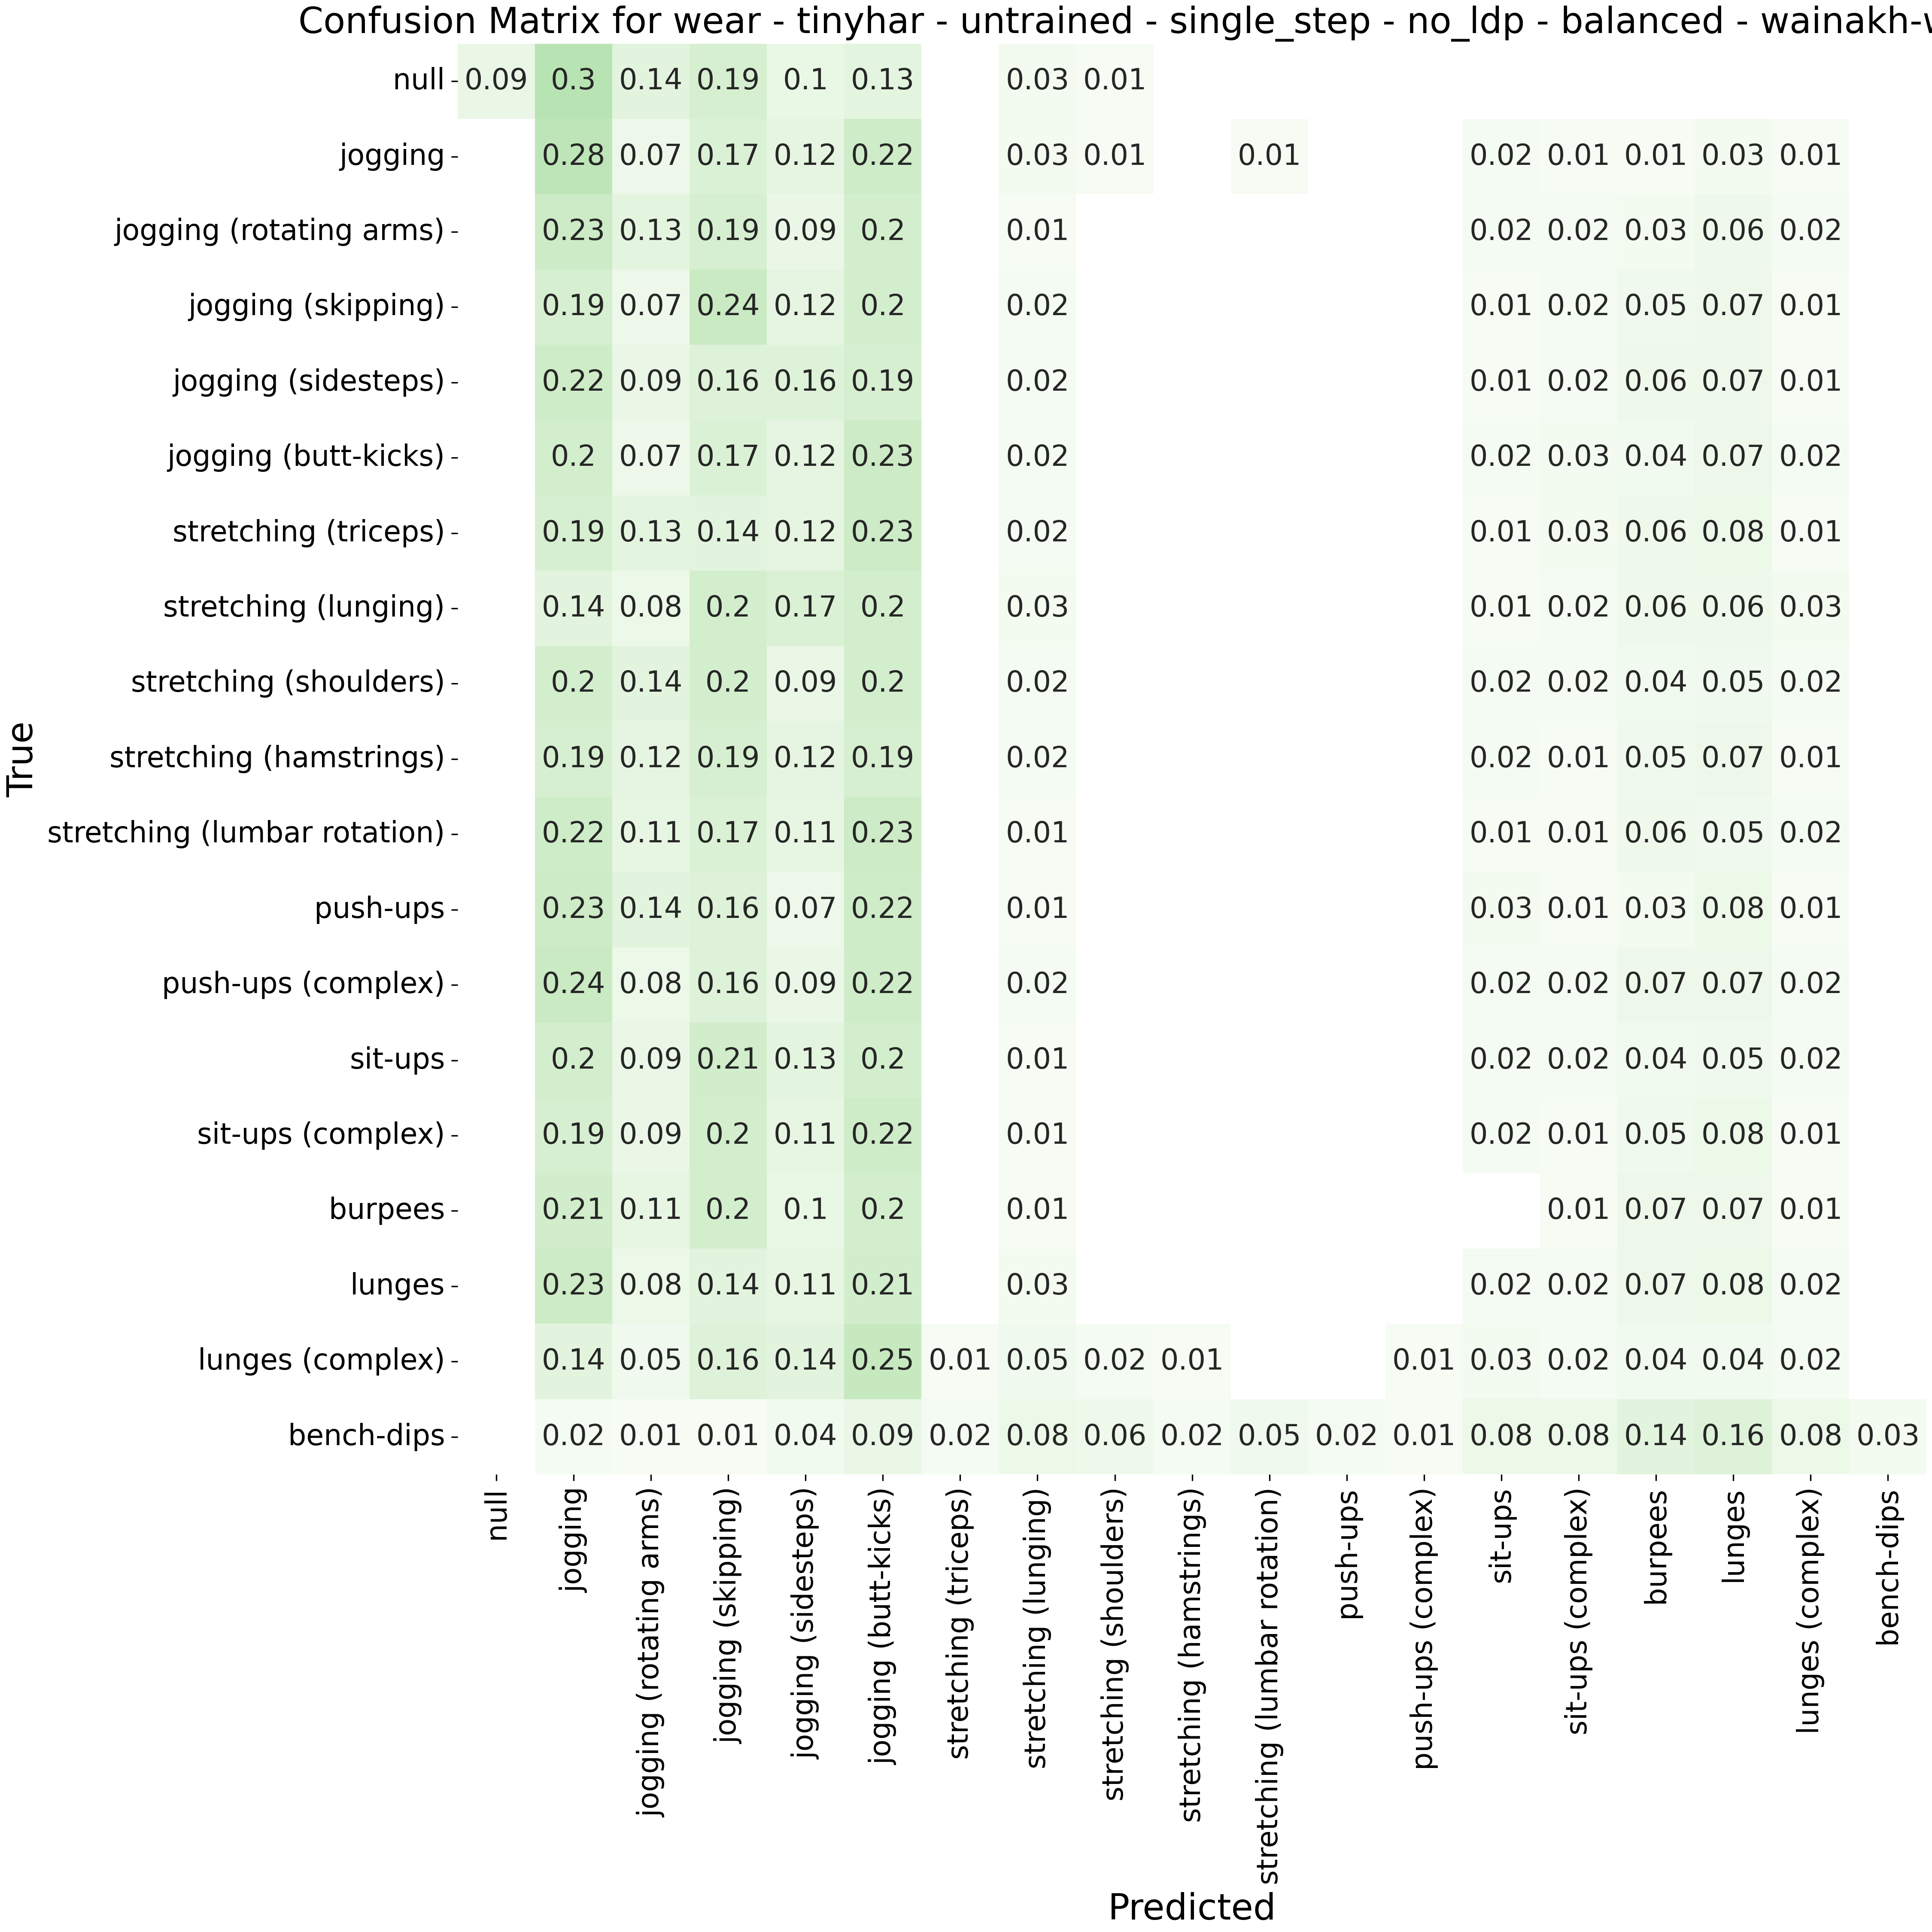 Confusion Matrix for wear - tinyhar - untrained - single_step - no_ldp - balanced - wainakh-
null 0.09 0.3 0.14 0.19 0.1 0.13 0.03 0.01
jogging 0.28 0.07 0.17 0.12 0.22 0.03 0.01 0.01 0.02 0.01 0.01 0.03 0.01
jogging (rotating arms) 0.23 0.13 0.19 0.09 0.2 0.01 0.02 0.02 0.03 0.06 0.02
jogging (skipping) 0.19 0.07 0.24 0.12 0.2 0.02 0.01 0.02 0.05 0.07 0.01
jogging (sidesteps) 0.22 0.09 0.16 0.16 0.19 0.02 0.01 0.02 0.06 0.07 0.01
jogging (butt-kicks) 0.2 0.07 0.17 0.12 0.23 0.02 0.02 0.03 0.04 0.07 0.02
stretching (triceps) 0.19 0.13 0.14 0.12 0.23 0.02 0.01 0.03 0.06 0.08 0.01
stretching (lunging) 0.14 0.08 0.2 0.17 0.2 0.03 0.01 0.02 0.06 0.06 0.03
stretching (shoulders) 0.2 0.14 0.2 0.09 0.2 0.02 0.02 0.02 0.04 0.05 0.02
stretching (hamstrings) 0.19 0.12 0.19 0.12 0.19 0.02 0.02 0.01 0.05 0.07 0.01
stretching (lumbar rotation) 0.22 0.11 0.17 0.11 0.23 0.01 0.01 0.01 0.06 0.05 0.02
push-ups 0.23 0.14 0.16 0.07 0.22 0.01 0.03 0.01 0.03 0.08 0.01
push-ups (complex) 0.24 0.08 0.16 0.09 0.22 0.02 0.02 0.02 0.07 0.07 0.02
sit-ups 0.2 0.09 0.21 0.13 0.2 0.01 0.02 0.02 0.04 0.05 0.02
sit-ups (complex) 0.19 0.09 0.2 0.11 0.22 0.01 0.02 0.01 0.05 0.08 0.01
burpees 0.21 0.11 0.2 0.1 0.2 0.01 0.01 0.07 0.07 0.01
lunges 0.23 0.08 0.14 0.11 0.21 0.03 0.02 0.02 0.07 0.08 0.02
lunges (complex) 0.14 0.05 0.16 0.14 0.25 0.01 0.05 0.02 0.01 0.01 0.03 0.02 0.04 0.04 0.02
bench-dips 0.02 0.01 0.01 0.04 0.09 0.02 0.08 0.06 0.02 0.05 0.02 0.01 0.08 0.08 0.14 0.16 0.08 0.03
True
null
jogging
jogging (rotating arms)
jogging (skipping)
jogging (sidesteps)
jogging (butt-kicks)
stretching (triceps)
stretching (lunging)
stretching (shoulders)
stretching (hamstrings)
stretching (lumbar rotation)
push-ups
push-ups (complex)
sit-ups
sit-ups (complex)
burpees
lunges
lunges (complex)
bench-dips
Predicted